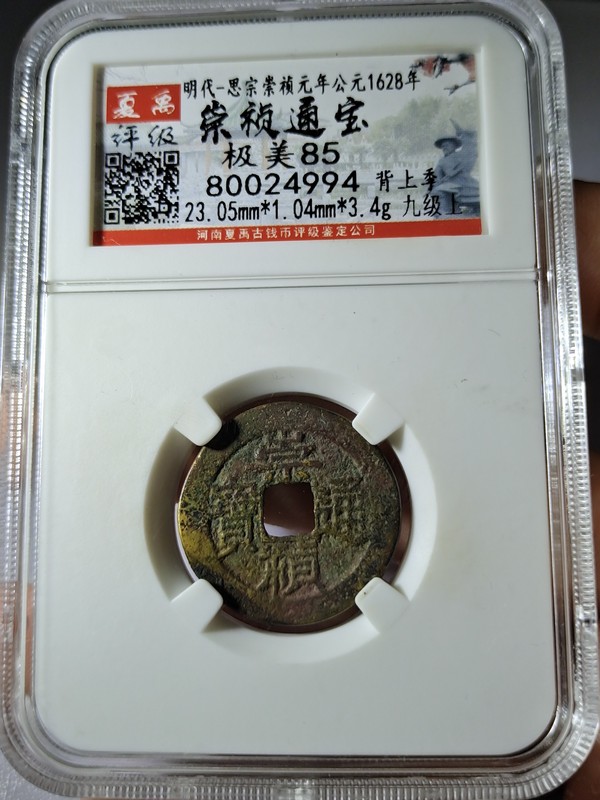 明代-思宗崇祯元年公元1628年
夏禹
评级
崇祯通宝
极美85
80024994 背上季
23.05mm*1.04mm*3.4g 九级上
河南夏禹古钱币评级鉴定公司
崇
寶 通
禎